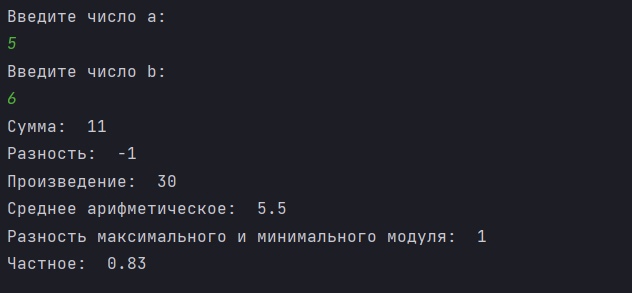 Введите число a:
5
Введите число b:
6
Сумма:  11
Разность:  -1
Произведение:  30
Среднее арифметическое:  5.5
Разность максимального и минимального модуля:  1
Частное:  0.83